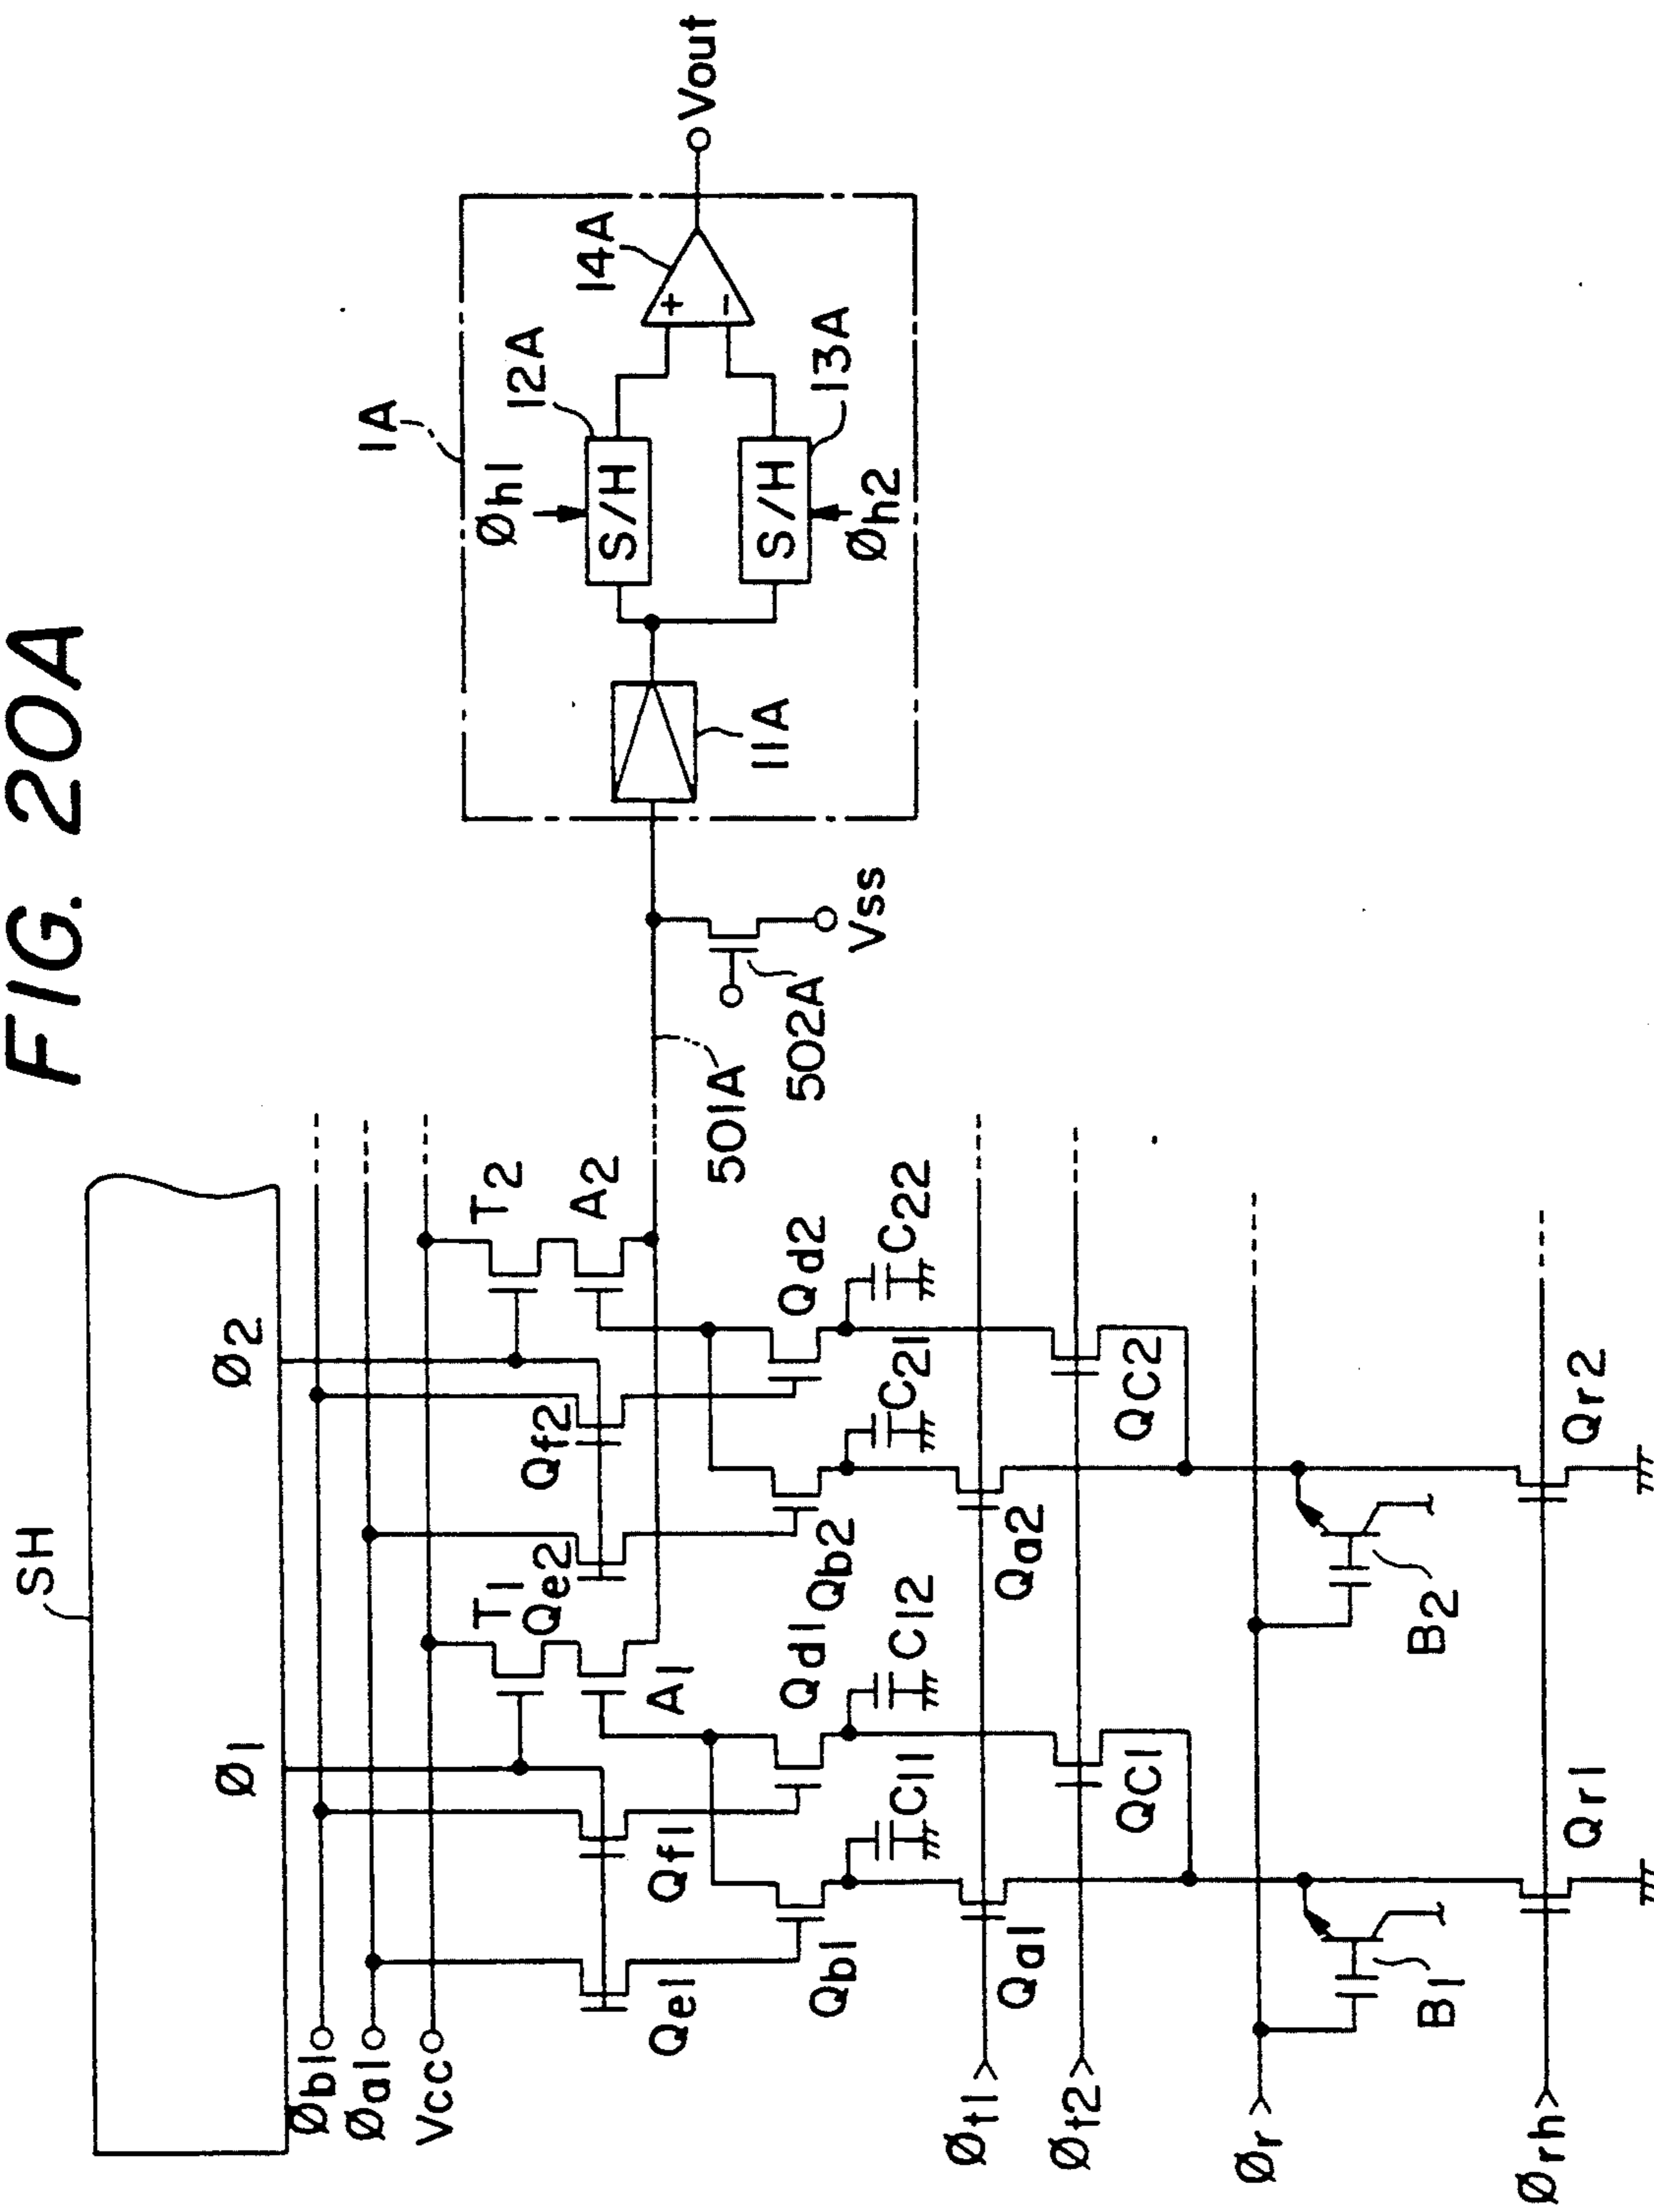 FIG. 20A
SH
Ø1
Ø2
Øb1
Øa1
Vcc
T1
T2
A1
A2
Qe1
Qf1
Qe2
Qf2
Qb1
Qd1
Qb2
Qd2
C11
C12
C21
C22
Qa1
QC1
Qa2
QC2
Øt1
Øt2
Ør
B1
B2
Ørh
Qr1
Qr2
501A
502A
Vss
1A
11A
Øh1
S/H
12A
S/H
13A
Øh2
+
−
14A
Vout